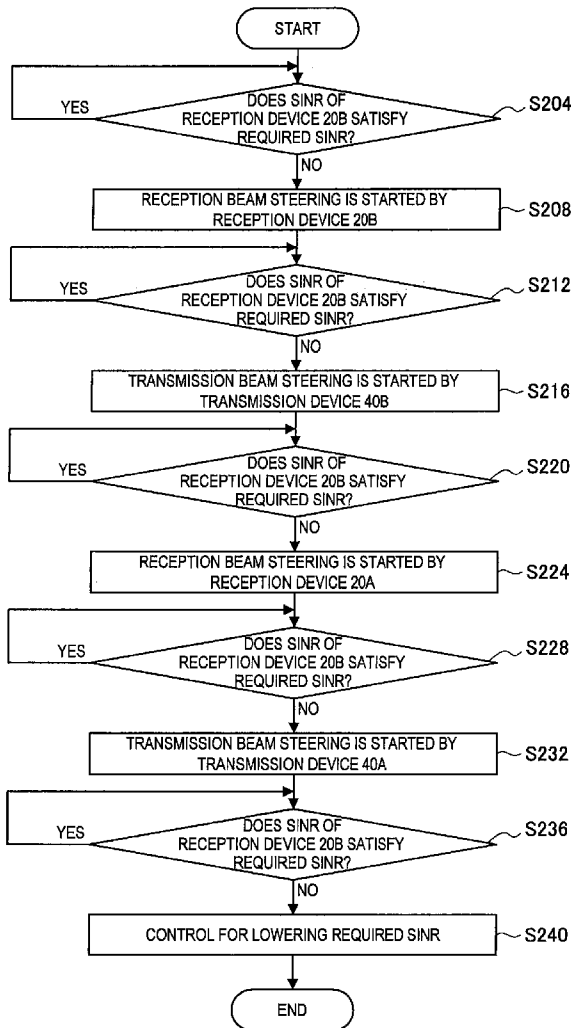 START
DOES SINR OF
RECEPTION DEVICE 20B SATISFY
REQUIRED SINR?
S204
YES
NO
RECEPTION BEAM STEERING IS STARTED BY
RECEPTION DEVICE 20B
S208
DOES SINR OF
RECEPTION DEVICE 20B SATISFY
REQUIRED SINR?
S212
YES
NO
TRANSMISSION BEAM STEERING IS STARTED BY
TRANSMISSION DEVICE 40B
S216
DOES SINR OF
RECEPTION DEVICE 20B SATISFY
REQUIRED SINR?
S220
YES
NO
RECEPTION BEAM STEERING IS STARTED BY
RECEPTION DEVICE 20A
S224
DOES SINR OF
RECEPTION DEVICE 20B SATISFY
REQUIRED SINR?
S228
YES
NO
TRANSMISSION BEAM STEERING IS STARTED BY
TRANSMISSION DEVICE 40A
S232
DOES SINR OF
RECEPTION DEVICE 20B SATISFY
REQUIRED SINR?
S236
YES
NO
CONTROL FOR LOWERING REQUIRED SINR
S240
END